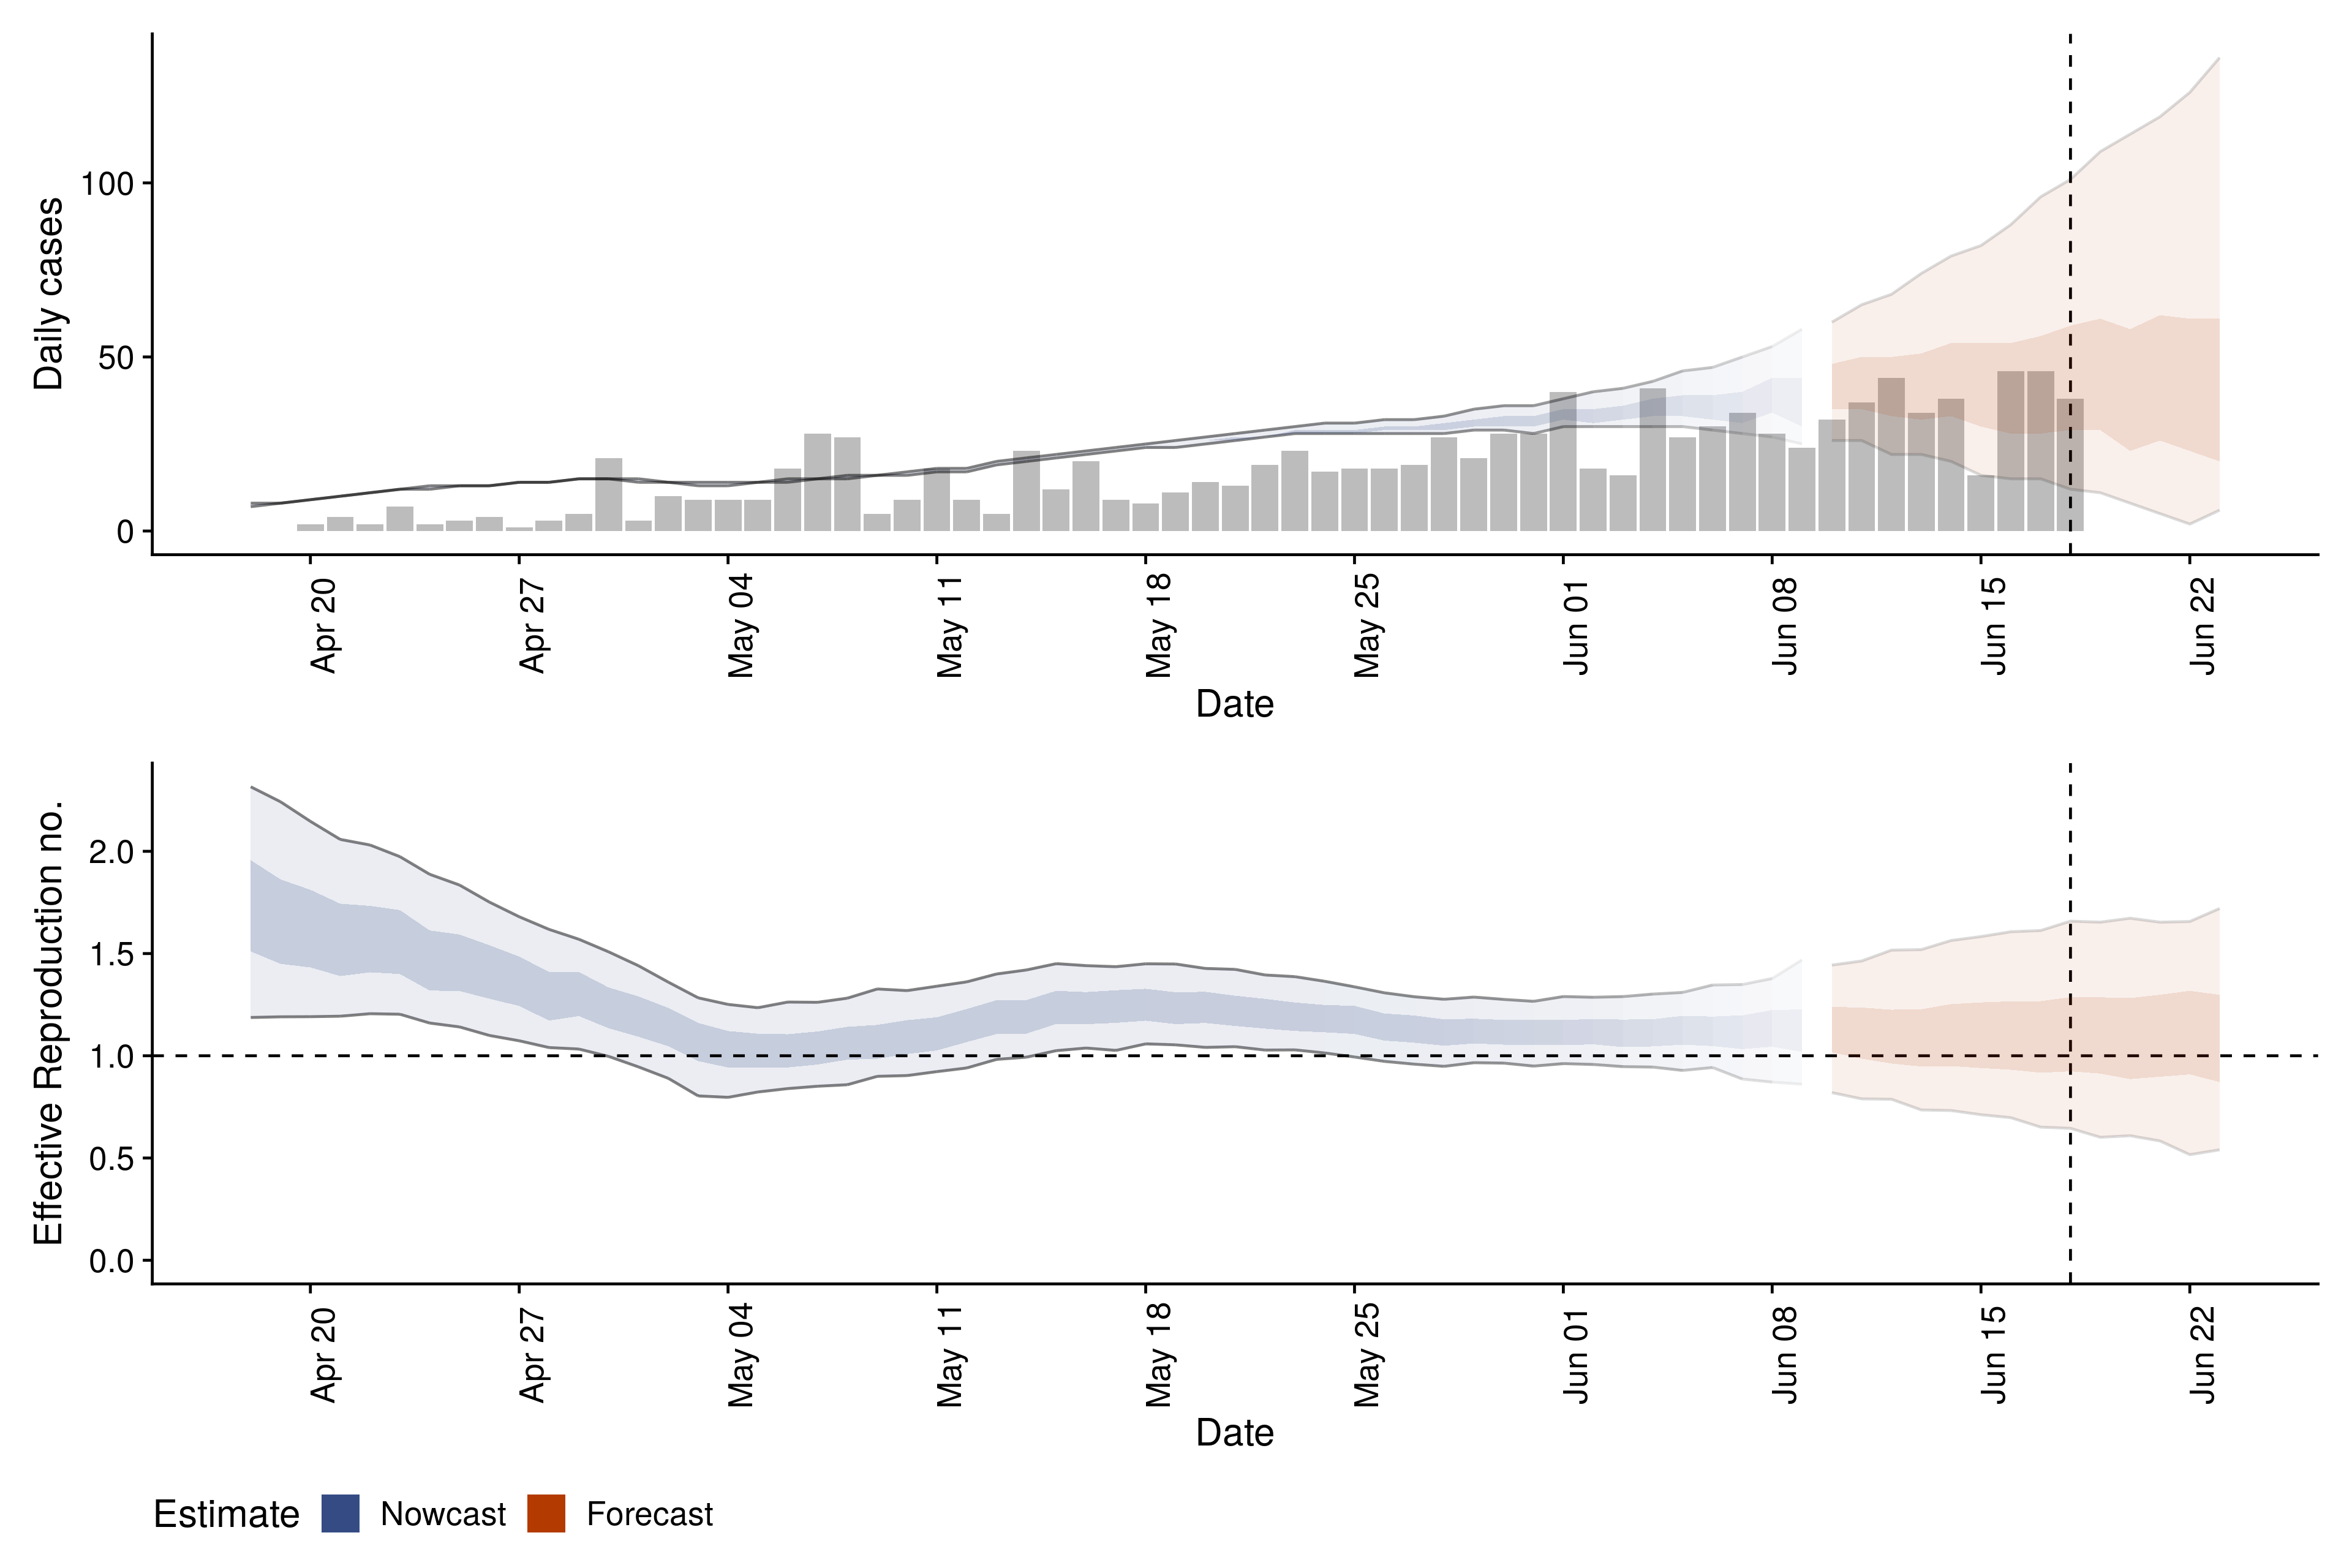 Daily cases
100
50
0
Apr 20
Apr 27
May 04
May 11
May 18
May 25
Jun 01
Jun 08
Jun 15
Jun 22
Date
Effective Reproduction no.
2.0
1.5
1.0
0.5
0.0
Apr 20
Apr 27
May 04
May 11
May 18
May 25
Jun 01
Jun 08
Jun 15
Jun 22
Date
Estimate Nowcast Forecast